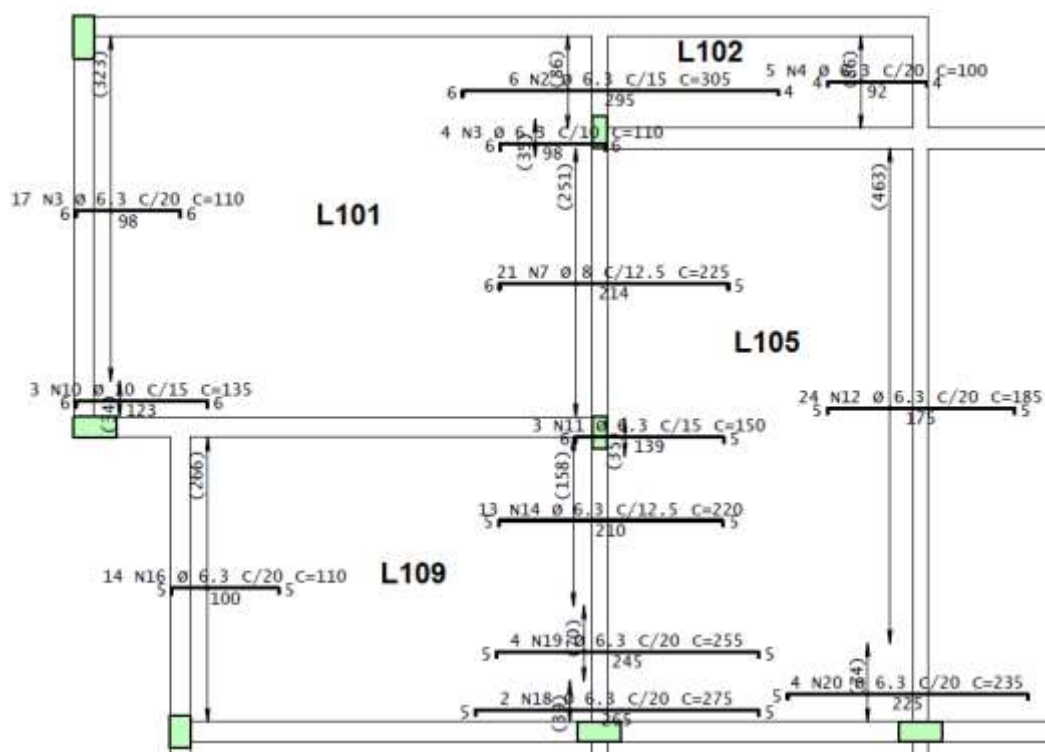 L102
(323)
(86)
(86)
6 N2 Ø 6.3 C/15 C=305
6 295 4
5 N4 Ø 6.3 C/20 C=100
4 92 4
4 N3 Ø 6.3 C/10 C=110
6 98 6
(35)
(251)
(463)
17 N3 Ø 6.3 C/20 C=110
6 98 6
L101
21 N7 Ø 8 C/12.5 C=225
6 214 5
L105
3 N10 Ø 10 C/15 C=135
6 123 6
(34)
24 N12 Ø 6.3 C/20 C=185
5 175 5
3 N11 Ø 6.3 C/15 C=150
6 139 5
(35)
(266)
(158)
13 N14 Ø 6.3 C/12.5 C=220
5 210 5
L109
14 N16 Ø 6.3 C/20 C=110
5 100 5
4 N19 Ø 6.3 C/20 C=255
5 245 5
(70)
4 N20 Ø 6.3 C/20 C=235
5 225
(74)
2 N18 Ø 6.3 C/20 C=275
5 265 5